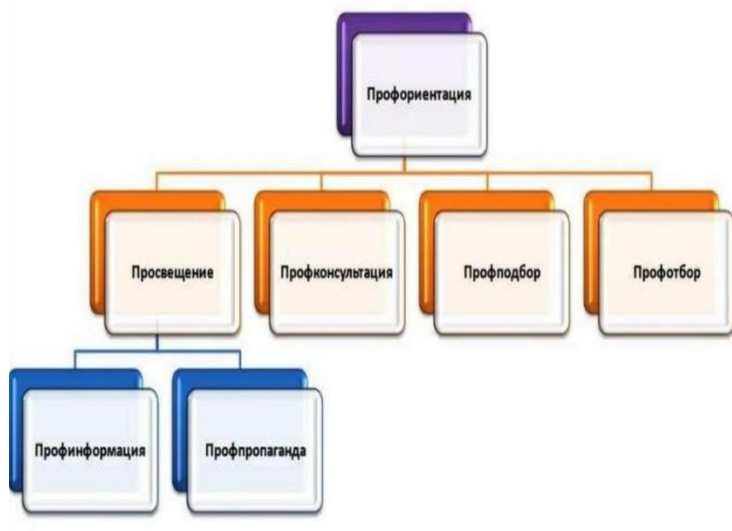 Профориентация
Просвещение
Профконсультация
Профподбор
Профотбор
Профинформация
Профпропаганда